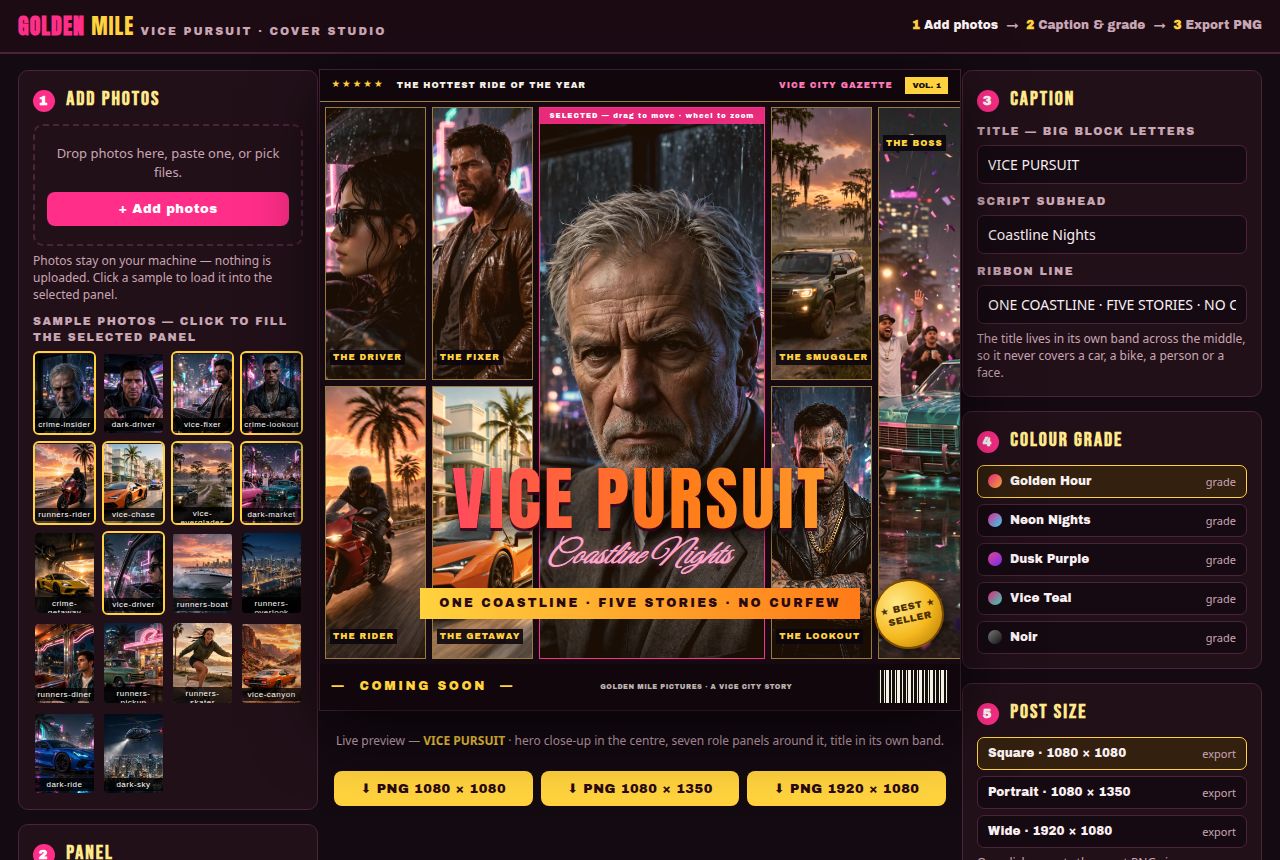 GOLDEN MILE VICE PURSUIT · COVER STUDIO
1 Add photos → 2 Caption & grade → 3 Export PNG
1 ADD PHOTOS
Drop photos here, paste one, or pick
files.
+ Add photos
Photos stay on your machine — nothing is
uploaded. Click a sample to load it into the
selected panel.
SAMPLE PHOTOS — CLICK TO FILL
THE SELECTED PANEL
crime-insider
dark-driver
vice-fixer
crime-lookout
runners-rider
vice-chase
vice-everglades
dark-market
crime-getaway
vice-driver
runners-boat
runners-overlook
runners-diner
runners-pickup
runners-skater
vice-canyon
dark-ride
dark-sky
2 PANEL
★★★★★ THE HOTTEST RIDE OF THE YEAR
VICE CITY GAZETTE
VOL. 1
SELECTED — drag to move · wheel to zoom
THE BOSS
THE DRIVER
THE FIXER
THE SMUGGLER
VICE PURSUIT
Coastline Nights
ONE COASTLINE · FIVE STORIES · NO CURFEW
★ BEST ★
SELLER
THE RIDER
THE GETAWAY
THE LOOKOUT
— COMING SOON —
GOLDEN MILE PICTURES · A VICE CITY STORY
Live preview — VICE PURSUIT · hero close-up in the centre, seven role panels around it, title in its own band.
⬇ PNG 1080 × 1080
⬇ PNG 1080 × 1350
⬇ PNG 1920 × 1080
3 CAPTION
TITLE — BIG BLOCK LETTERS
VICE PURSUIT
SCRIPT SUBHEAD
Coastline Nights
RIBBON LINE
ONE COASTLINE · FIVE STORIES · NO C
The title lives in its own band across the middle,
so it never covers a car, a bike, a person or a
face.
4 COLOUR GRADE
Golden Hour grade
Neon Nights grade
Dusk Purple grade
Vice Teal grade
Noir grade
5 POST SIZE
Square · 1080 × 1080 export
Portrait · 1080 × 1350 export
Wide · 1920 × 1080 export